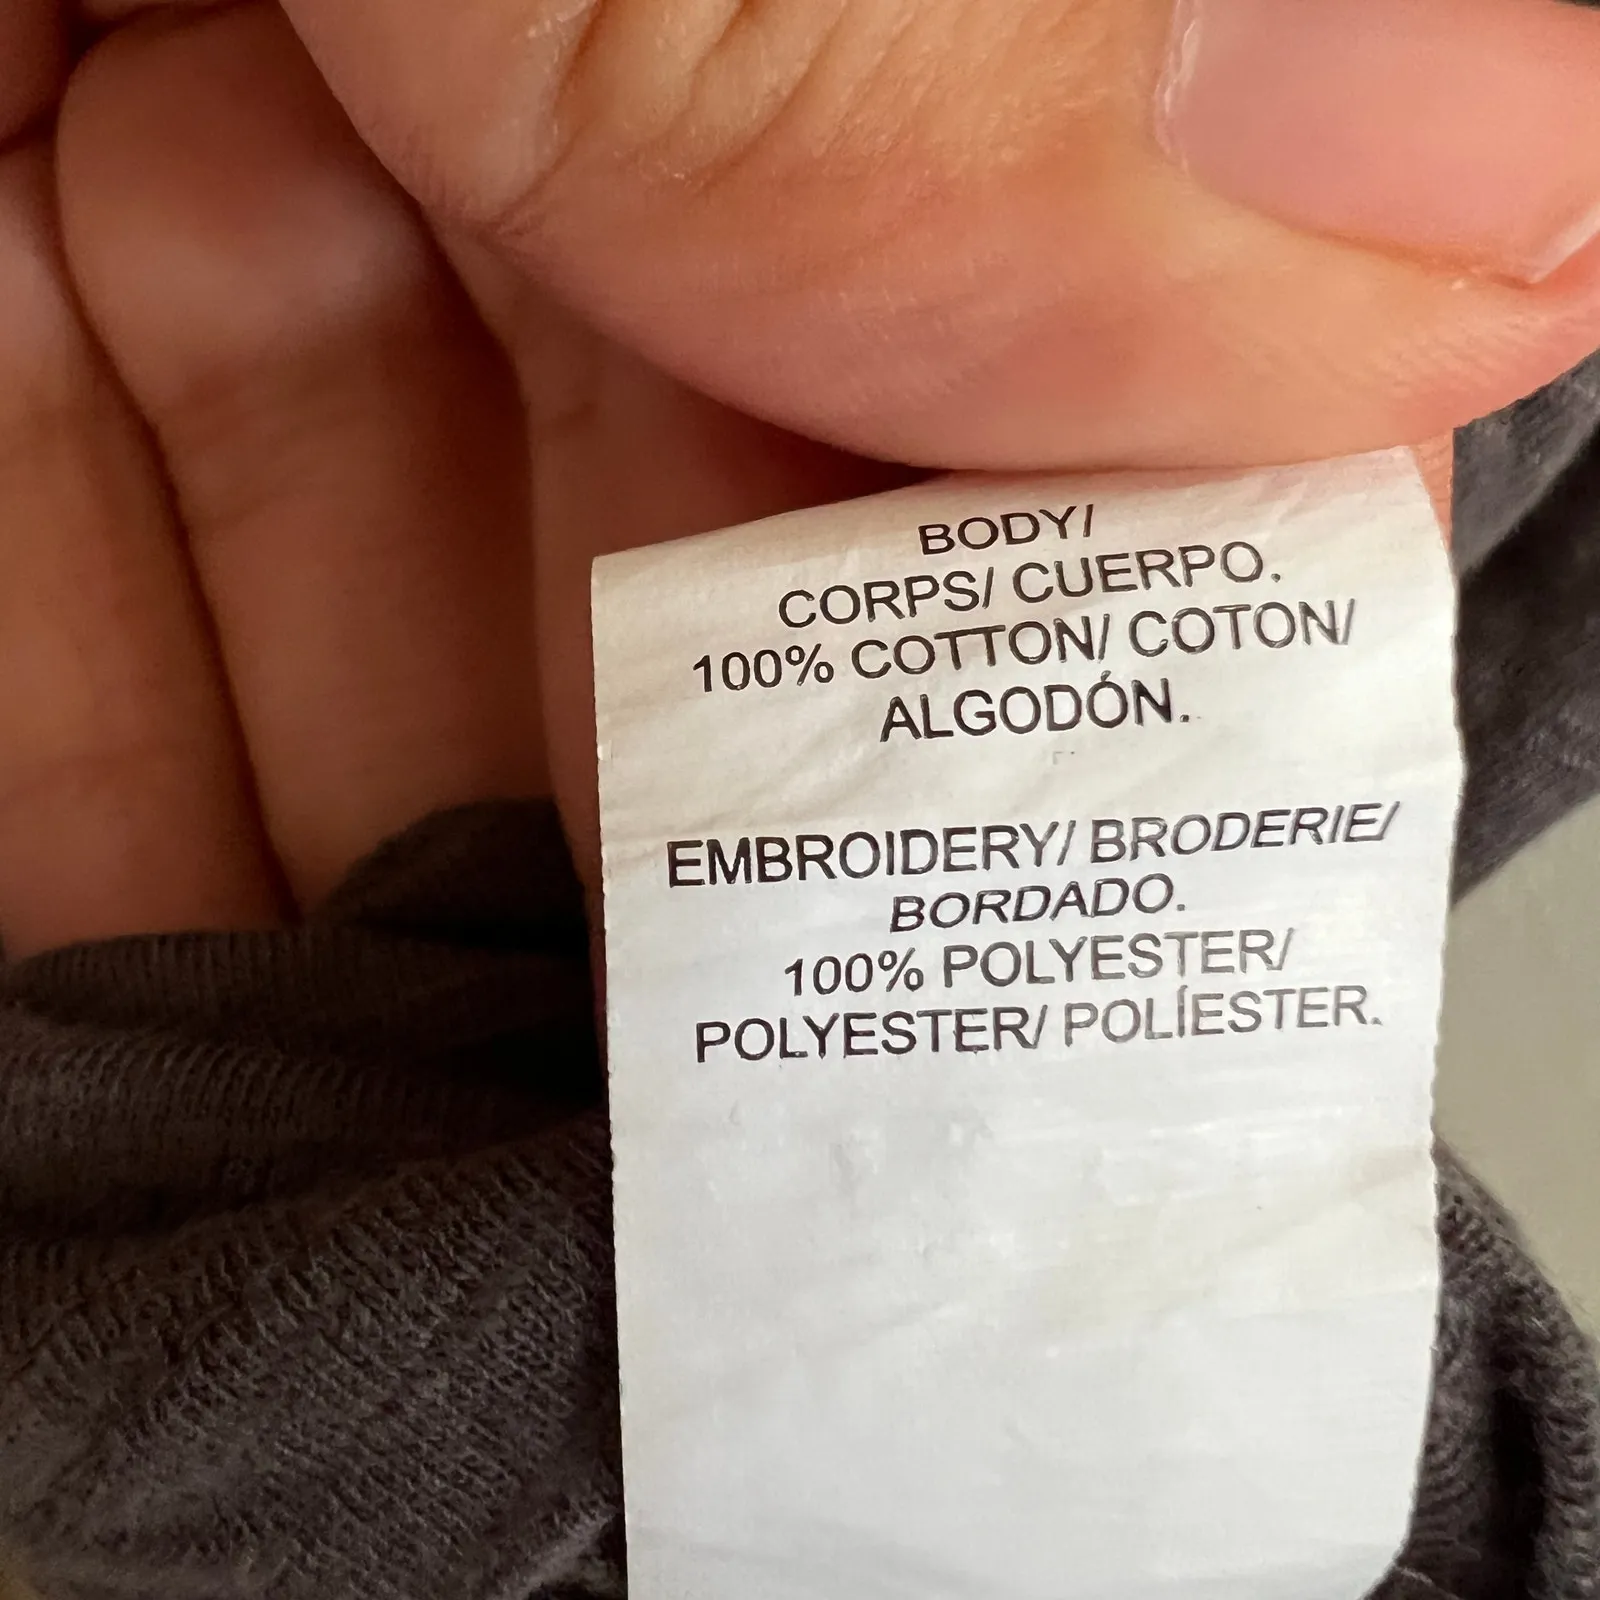 BODY/
CORPS/ CUERPO.
100% COTTON/ COTON/
ALGODÓN.
EMBROIDERY/ BRODERIE/
BORDADO.
100% POLYESTER/
POLYESTER/ POLÍESTER.